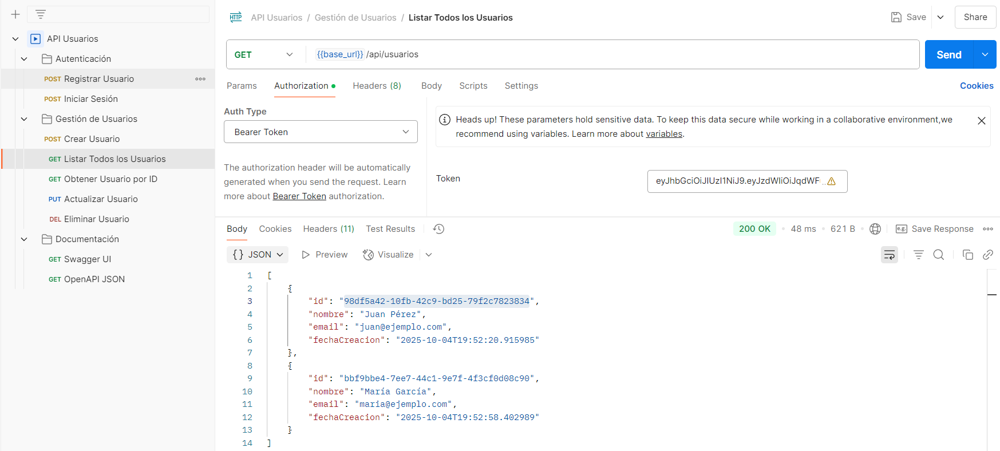 API Usuarios
Autenticación
POST Registrar Usuario
POST Iniciar Sesión
Gestión de Usuarios
POST Crear Usuario
GET Listar Todos los Usuarios
GET Obtener Usuario por ID
PUT Actualizar Usuario
DEL Eliminar Usuario
Documentación
GET Swagger UI
GET OpenAPI JSON
HTTP API Usuarios / Gestión de Usuarios / Listar Todos los Usuarios
Save
Share
GET
{{base_url}} /api/usuarios
Send
Params Authorization Headers (8) Body Scripts Settings
Cookies
Auth Type
Bearer Token
The authorization header will be automatically
generated when you send the request. Learn
more about Bearer Token authorization.
Heads up! These parameters hold sensitive data. To keep this data secure while working in a collaborative environment,we
recommend using variables. Learn more about variables.
Token
eyJhbGciOiJIUzI1NiJ9.eyJzdWIiOiJqdWF...
Body Cookies Headers (11) Test Results
200 OK • 48 ms • 621 B • e.g. Save Response
{} JSON Preview Visualize
1 [
2 {
3 "id": "98df5a42-10fb-42c9-bd25-79f2c7823834",
4 "nombre": "Juan Pérez",
5 "email": "juan@ejemplo.com",
6 "fechaCreacion": "2025-10-04T19:52:20.915985"
7 },
8 {
9 "id": "bbf9bbe4-7ee7-44c1-9e7f-4f3cf0d08c90",
10 "nombre": "María García",
11 "email": "maria@ejemplo.com",
12 "fechaCreacion": "2025-10-04T19:52:58.402989"
13 }
14 ]